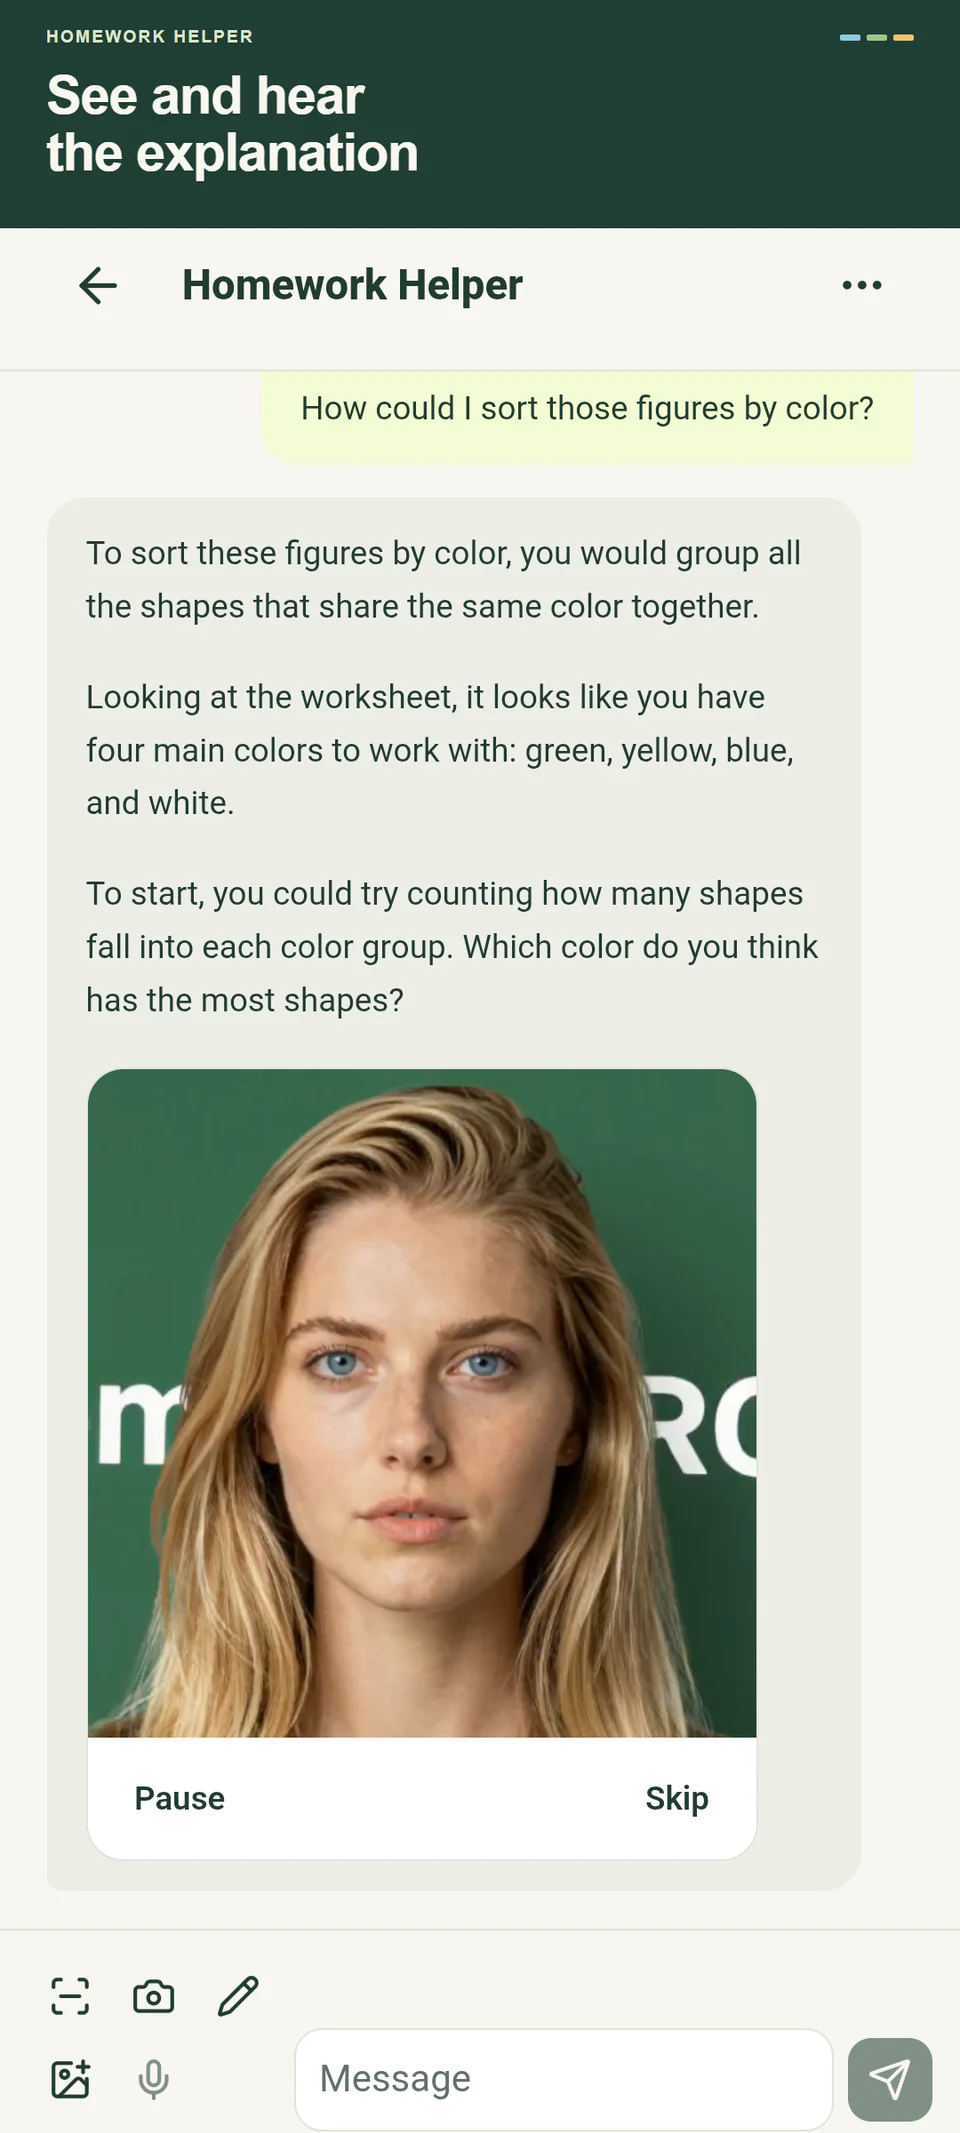 HOMEWORK HELPER
See and hear
the explanation
Homework Helper
How could I sort those figures by color?
To sort these figures by color, you would group all
the shapes that share the same color together.
Looking at the worksheet, it looks like you have
four main colors to work with: green, yellow, blue,
and white.
To start, you could try counting how many shapes
fall into each color group. Which color do you think
has the most shapes?
Pause
Skip
Message